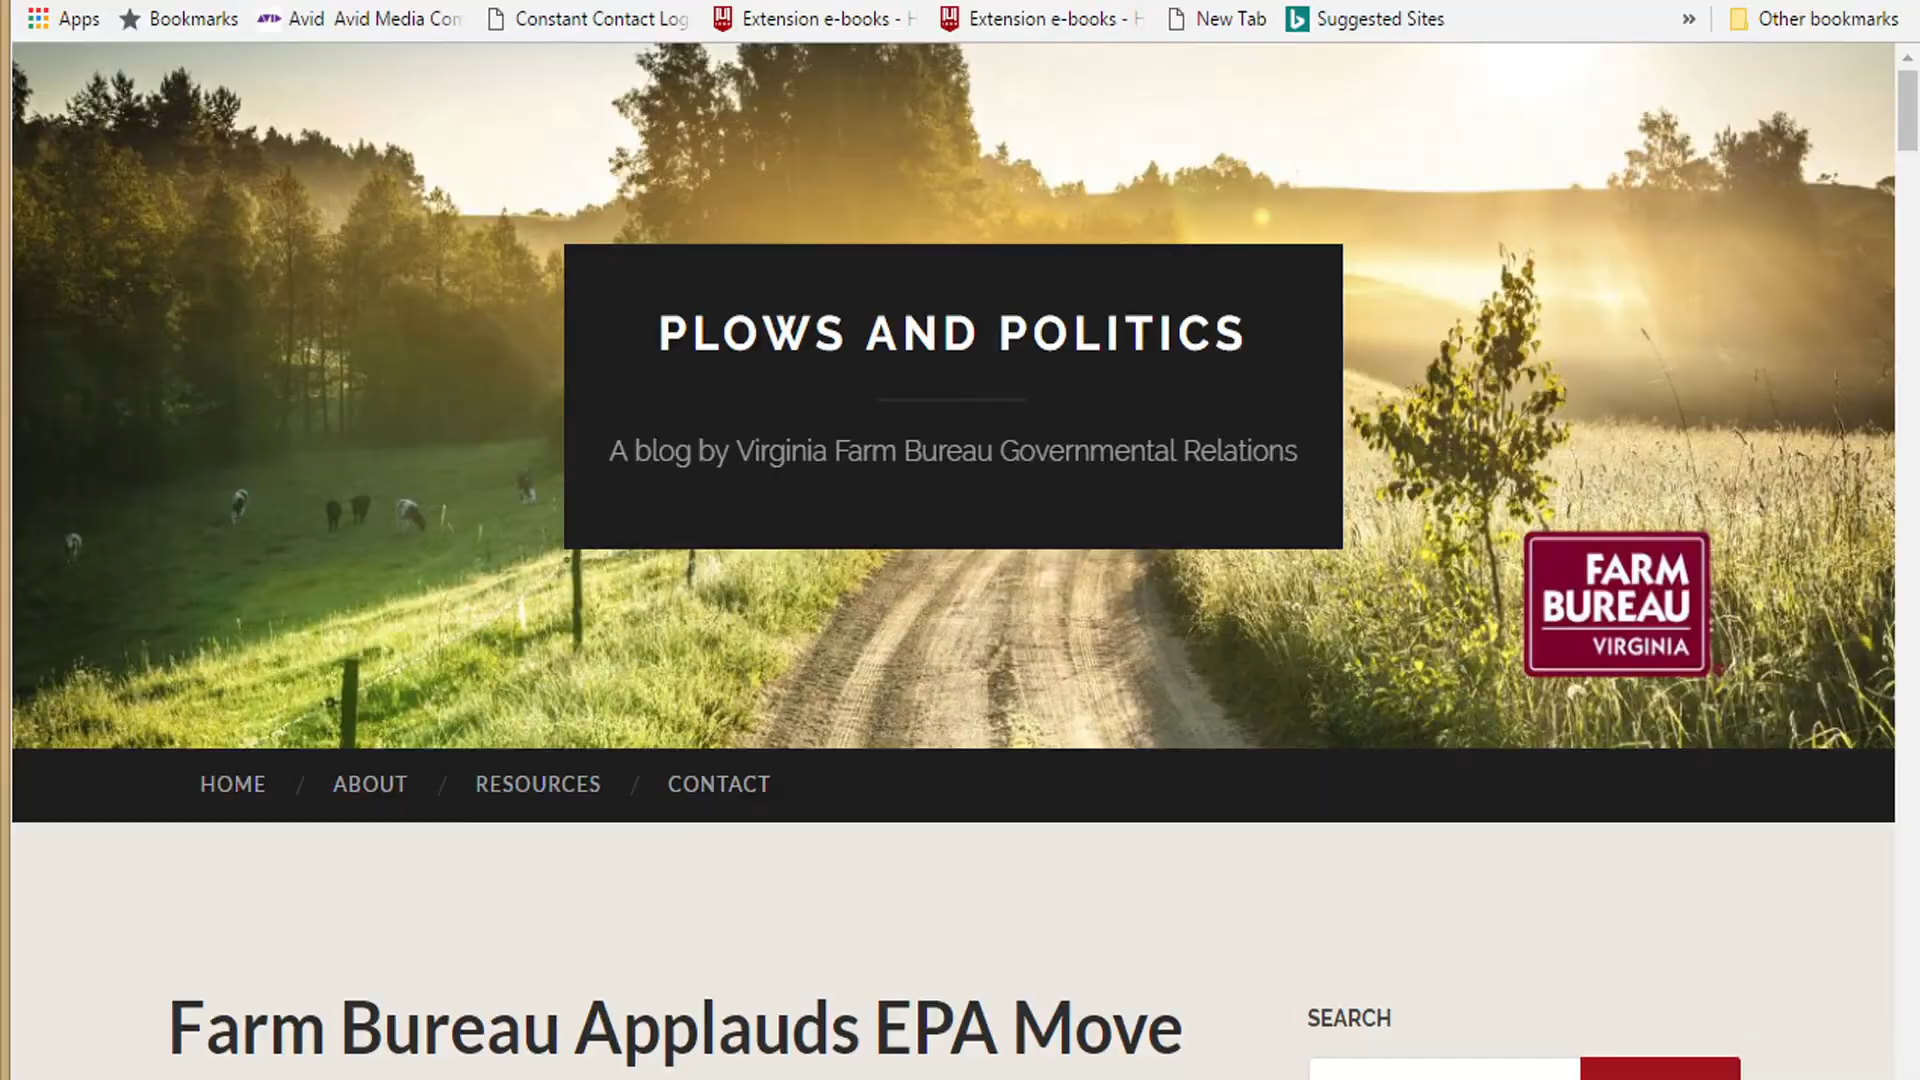 Apps Bookmarks Avid Avid Media Con Constant Contact Log Extension e-books - H Extension e-books - H New Tab Suggested Sites » Other bookmarks
PLOWS AND POLITICS
A blog by Virginia Farm Bureau Governmental Relations
FARM
BUREAU
VIRGINIA
HOME / ABOUT / RESOURCES / CONTACT
Farm Bureau Applauds EPA Move
SEARCH